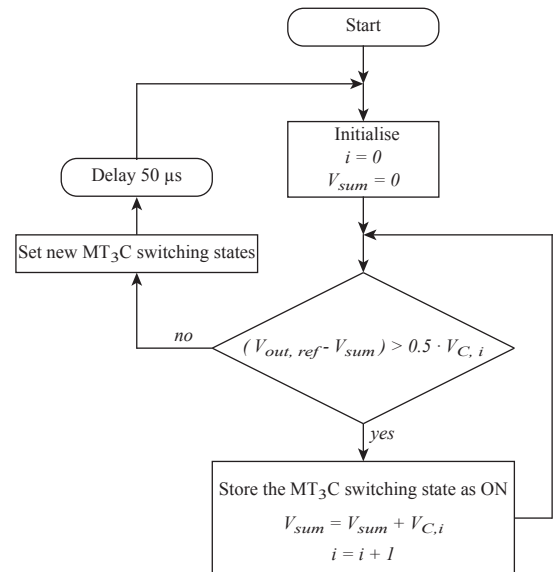 Start
Initialise
i = 0
V_sum = 0
Delay 50 µs
Set new MT₃C switching states
no
( V_out, ref - V_sum ) > 0.5 · V_C, i
yes
Store the MT₃C switching state as ON
V_sum = V_sum + V_C,i
i = i + 1